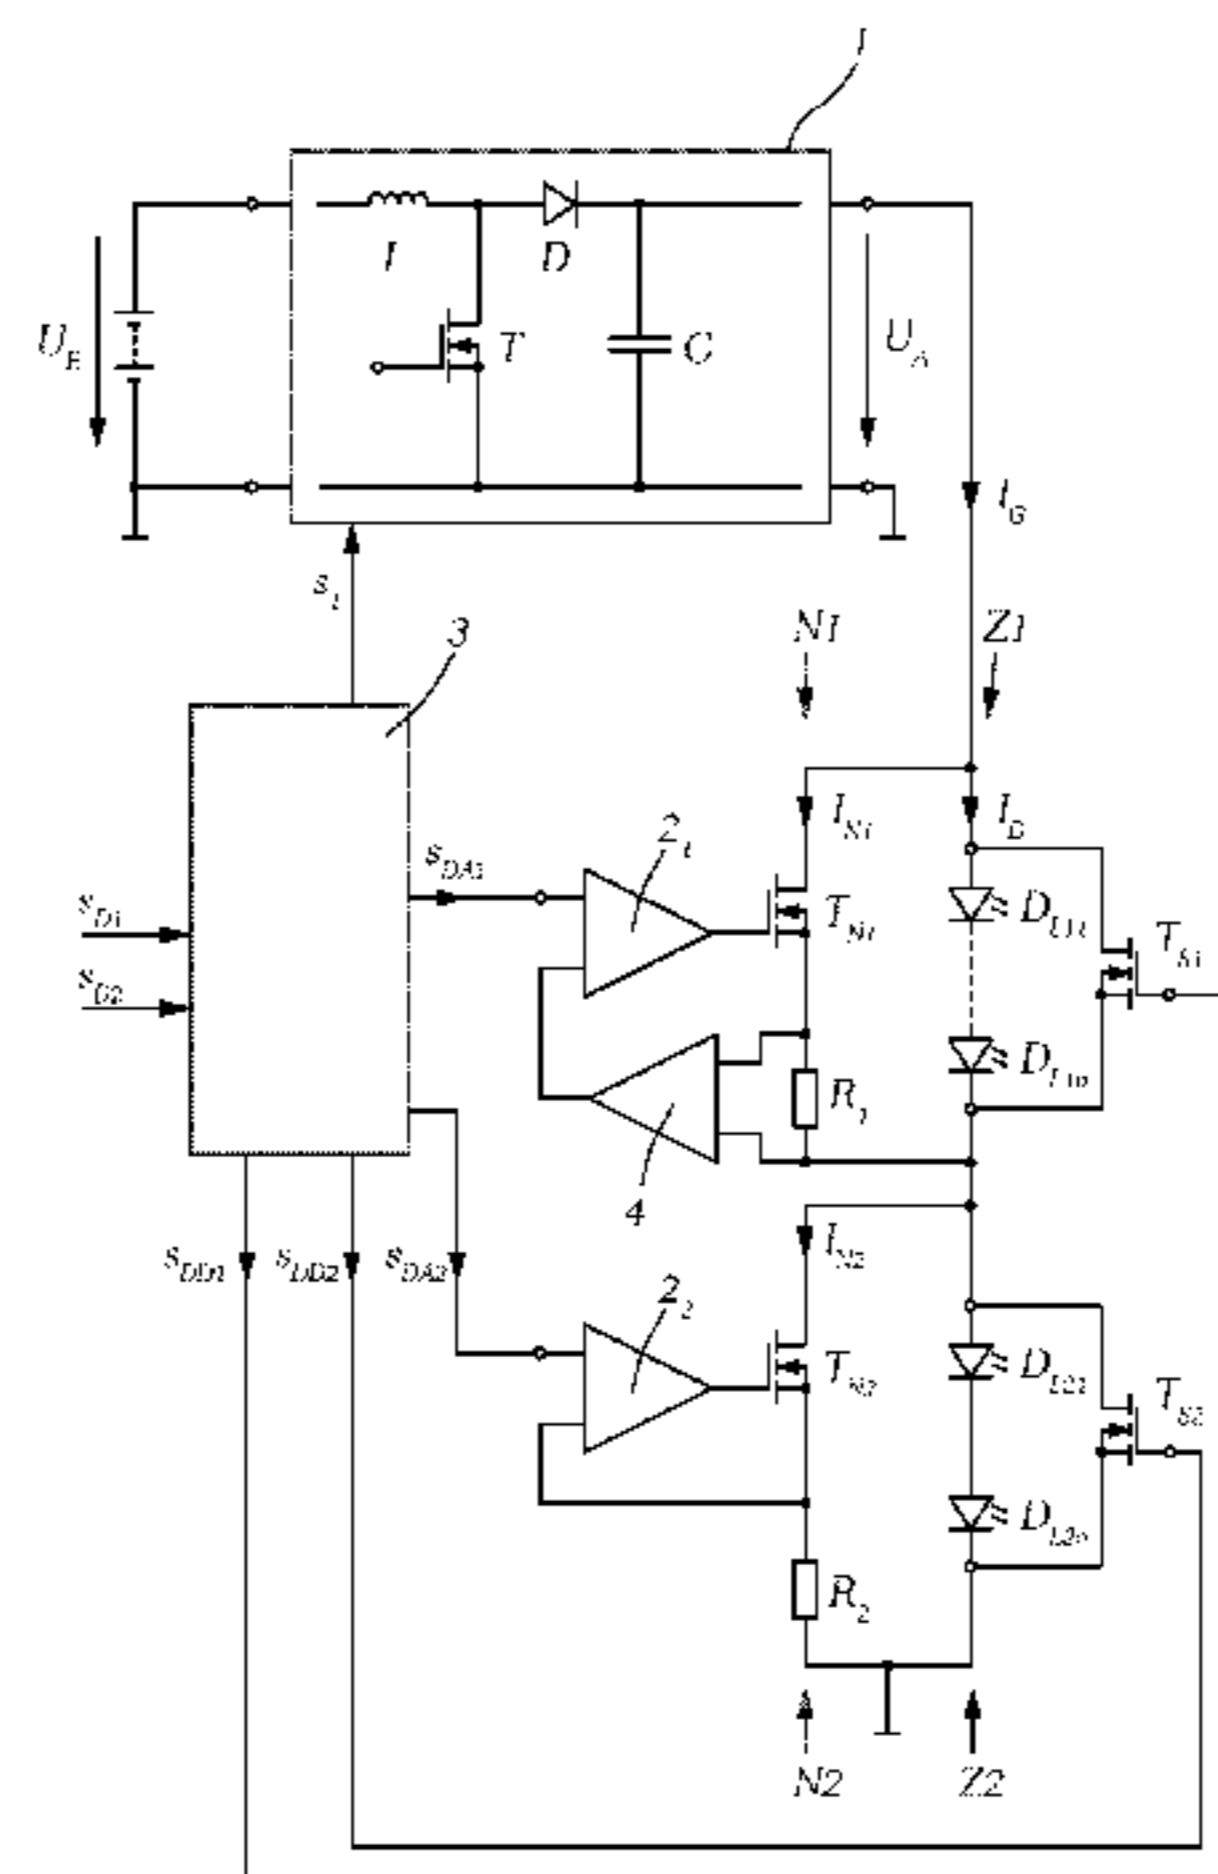 1
I
D
U_E
T
C
U_A
I_G
s_I
3
N1
Z1
2_1
I_N1
I_D
s_DA1
s_D1
T_N1
D_L11
T_S1
s_D2
D_L1n
R_1
4
s_DD1
s_DD2
s_DA2
I_N2
2_2
T_N2
D_L21
T_S2
D_L2n
R_2
N2
Z2